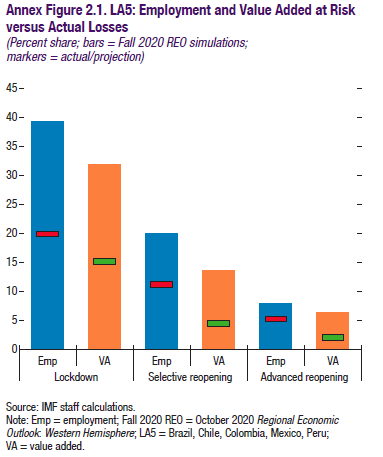 Annex Figure 2.1. LA5: Employment and Value Added at Risk
versus Actual Losses
(Percent share; bars = Fall 2020 REO simulations;
markers = actual/projection)
45
40
35
30
25
20
15
10
5
0
Emp VA Emp VA Emp VA
Lockdown Selective reopening Advanced reopening
Source: IMF staff calculations.
Note: Emp = employment; Fall 2020 REO = October 2020 Regional Economic
Outlook: Western Hemisphere; LA5 = Brazil, Chile, Colombia, Mexico, Peru;
VA = value added.